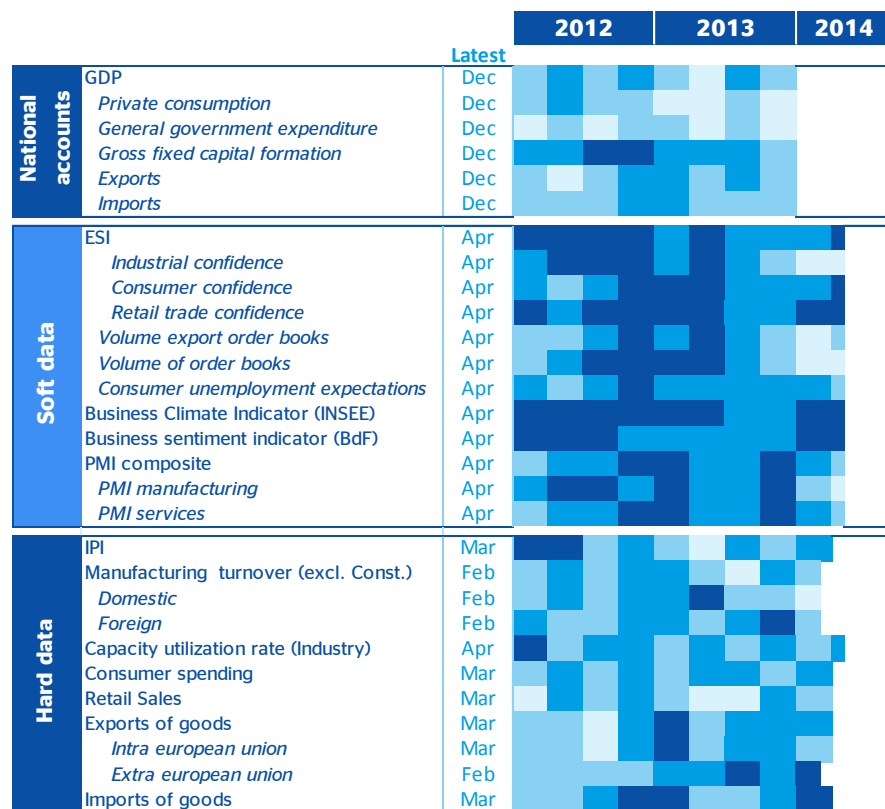 2012 2013 2014
Latest
National accounts
GDP Dec
Private consumption Dec
General government expenditure Dec
Gross fixed capital formation Dec
Exports Dec
Imports Dec
Soft data
ESI Apr
Industrial confidence Apr
Consumer confidence Apr
Retail trade confidence Apr
Volume export order books Apr
Volume of order books Apr
Consumer unemployment expectations Apr
Business Climate Indicator (INSEE) Apr
Business sentiment indicator (BdF) Apr
PMI composite Apr
PMI manufacturing Apr
PMI services Apr
Hard data
IPI Mar
Manufacturing turnover (excl. Const.) Feb
Domestic Feb
Foreign Feb
Capacity utilization rate (Industry) Apr
Consumer spending Mar
Retail Sales Mar
Exports of goods Mar
Intra european union Mar
Extra european union Feb
Imports of goods Mar